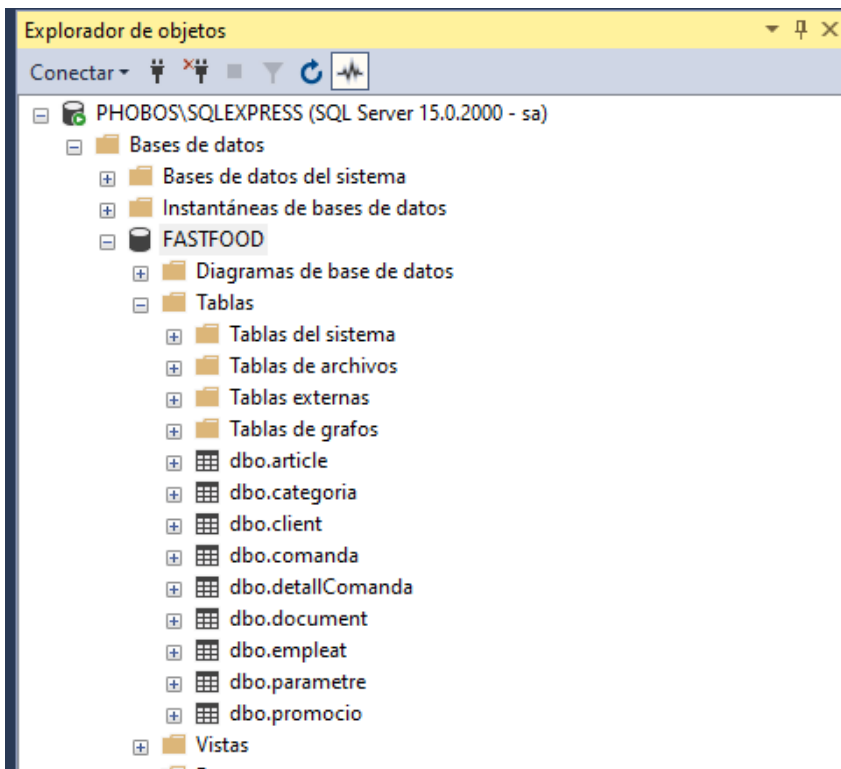 Explorador de objetos
Conectar
PHOBOS\SQLEXPRESS (SQL Server 15.0.2000 - sa)
Bases de datos
Bases de datos del sistema
Instantáneas de bases de datos
FASTFOOD
Diagramas de base de datos
Tablas
Tablas del sistema
Tablas de archivos
Tablas externas
Tablas de grafos
dbo.article
dbo.categoria
dbo.client
dbo.comanda
dbo.detallComanda
dbo.document
dbo.empleat
dbo.parametre
dbo.promocio
Vistas